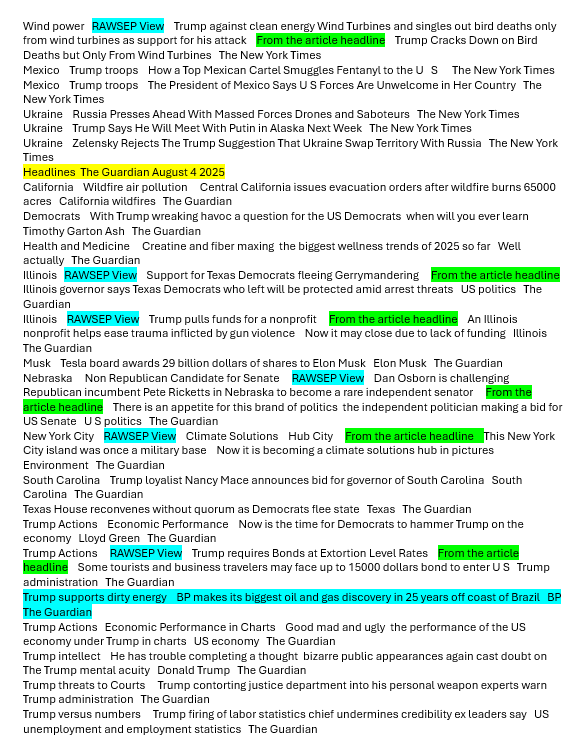 Wind power RAWSEP View Trump against clean energy Wind Turbines and singles out bird deaths only
from wind turbines as support for his attack From the article headline Trump Cracks Down on Bird
Deaths but Only From Wind Turbines The New York Times
Mexico Trump troops How a Top Mexican Cartel Smuggles Fentanyl to the U S The New York Times
Mexico Trump troops The President of Mexico Says U S Forces Are Unwelcome in Her Country The
New York Times
Ukraine Russia Presses Ahead With Massed Forces Drones and Saboteurs The New York Times
Ukraine Trump Says He Will Meet With Putin in Alaska Next Week The New York Times
Ukraine Zelensky Rejects The Trump Suggestion That Ukraine Swap Territory With Russia The New York
Times
Headlines The Guardian August 4 2025
California Wildfire air pollution Central California issues evacuation orders after wildfire burns 65000
acres California wildfires The Guardian
Democrats With Trump wreaking havoc a question for the US Democrats when will you ever learn
Timothy Garton Ash The Guardian
Health and Medicine Creatine and fiber maxing the biggest wellness trends of 2025 so far Well
actually The Guardian
Illinois RAWSEP View Support for Texas Democrats fleeing Gerrymandering From the article headline
Illinois governor says Texas Democrats who left will be protected amid arrest threats US politics The
Guardian
Illinois RAWSEP View Trump pulls funds for a nonprofit From the article headline An Illinois
nonprofit helps ease trauma inflicted by gun violence Now it may close due to lack of funding Illinois
The Guardian
Musk Tesla board awards 29 billion dollars of shares to Elon Musk Elon Musk The Guardian
Nebraska Non Republican Candidate for Senate RAWSEP View Dan Osborn is challenging
Republican incumbent Pete Ricketts in Nebraska to become a rare independent senator From the
article headline There is an appetite for this brand of politics the independent politician making a bid for
US Senate U S politics The Guardian
New York City RAWSEP View Climate Solutions Hub City From the article headline This New York
City island was once a military base Now it is becoming a climate solutions hub in pictures
Environment The Guardian
South Carolina Trump loyalist Nancy Mace announces bid for governor of South Carolina South
Carolina The Guardian
Texas House reconvenes without quorum as Democrats flee state Texas The Guardian
Trump Actions Economic Performance Now is the time for Democrats to hammer Trump on the
economy Lloyd Green The Guardian
Trump Actions RAWSEP View Trump requires Bonds at Extortion Level Rates From the article
headline Some tourists and business travelers may face up to 15000 dollars bond to enter U S Trump
administration The Guardian
Trump supports dirty energy BP makes its biggest oil and gas discovery in 25 years off coast of Brazil BP
The Guardian
Trump Actions Economic Performance in Charts Good mad and ugly the performance of the US
economy under Trump in charts US economy The Guardian
Trump intellect He has trouble completing a thought bizarre public appearances again cast doubt on
The Trump mental acuity Donald Trump The Guardian
Trump threats to Courts Trump contorting justice department into his personal weapon experts warn
Trump administration The Guardian
Trump versus numbers Trump firing of labor statistics chief undermines credibility ex leaders say US
unemployment and employment statistics The Guardian